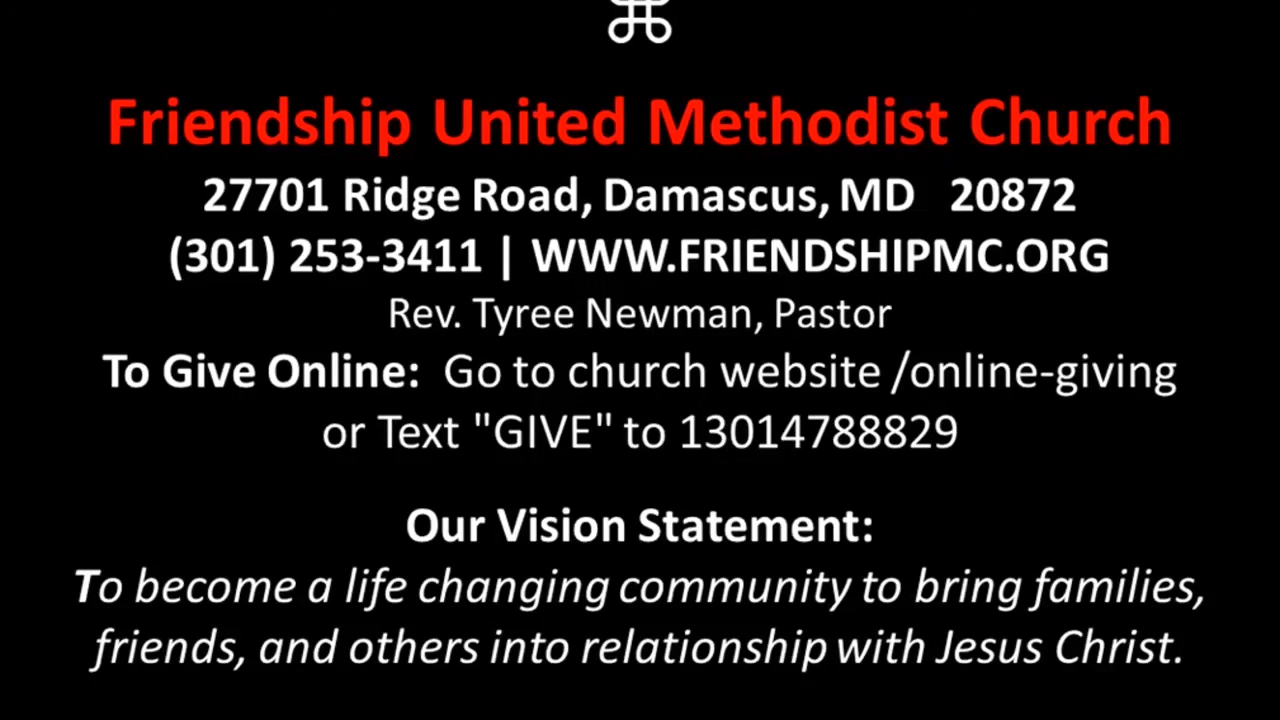 ⌘
Friendship United Methodist Church
27701 Ridge Road, Damascus, MD 20872
(301) 253-3411 | WWW.FRIENDSHIPMC.ORG
Rev. Tyree Newman, Pastor
To Give Online: Go to church website /online-giving
or Text "GIVE" to 13014788829
Our Vision Statement:
To become a life changing community to bring families,
friends, and others into relationship with Jesus Christ.